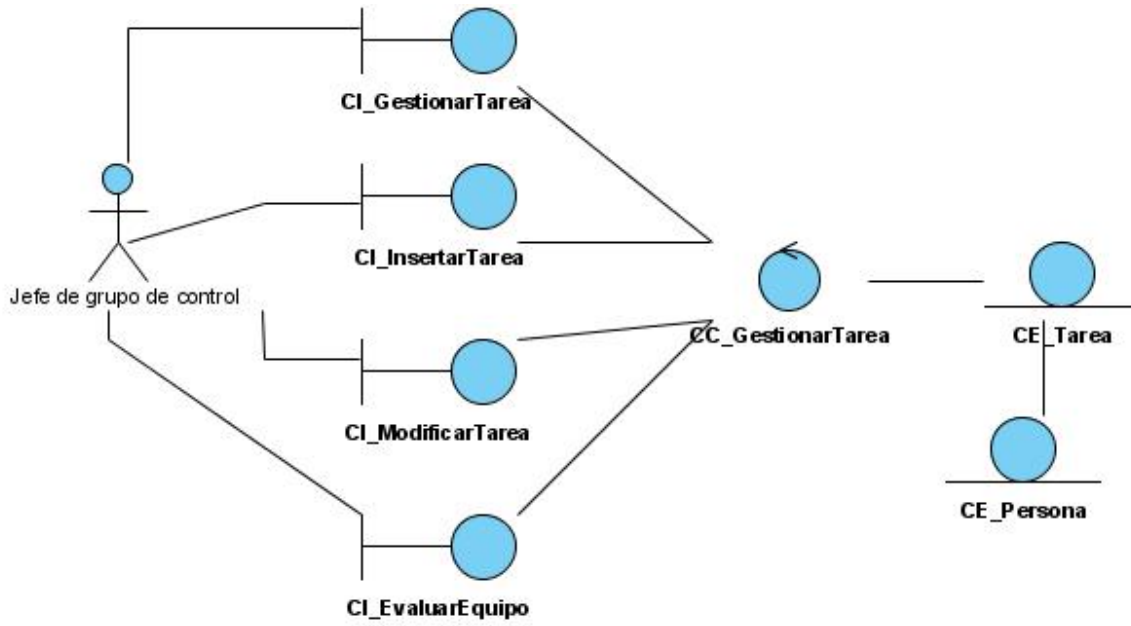 CI_GestionarTarea
CI_InsertarTarea
Jefe de grupo de control
CC_GestionarTarea
CE_Tarea
CI_ModificarTarea
CE_Persona
CI_EvaluarEquipo